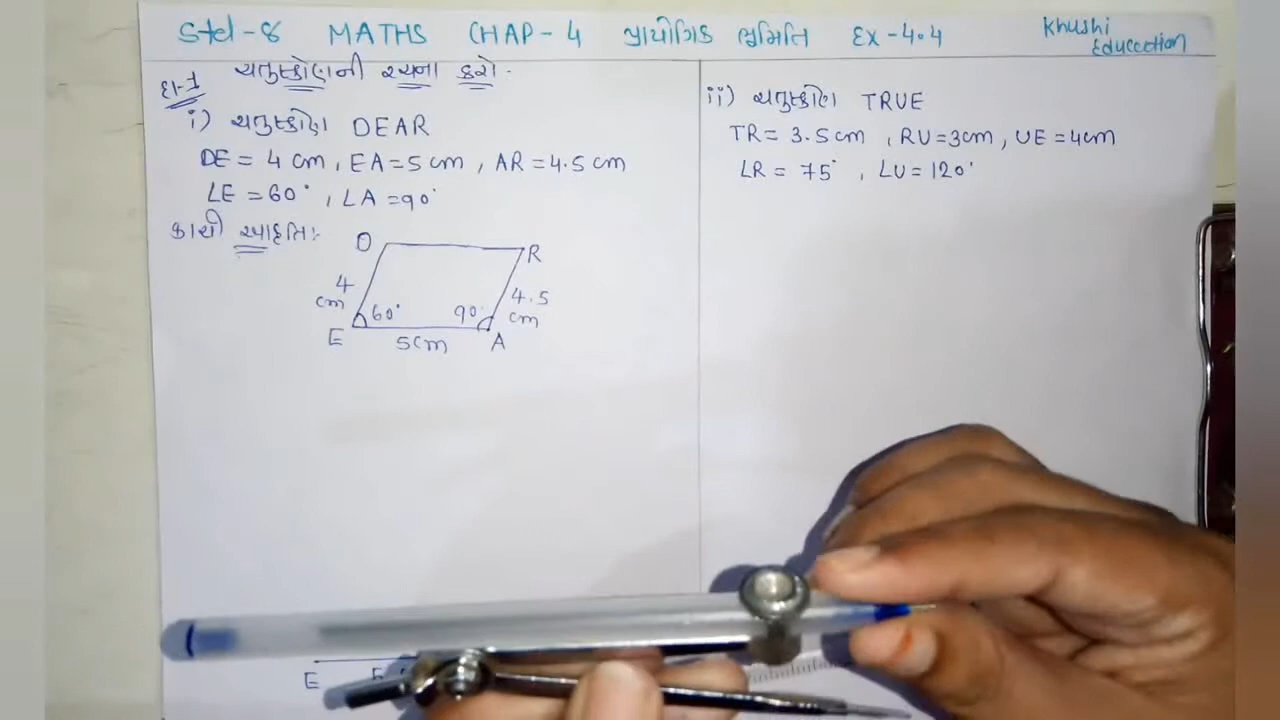 Std-8 MATHS CHAP-4 પ્રાયોગિક ભૂમિતિ EX-4.4
Khushi
Education
દા-1 ચતુષ્કોણની રચના કરો.
i) ચતુષ્કોણ DEAR
DE = 4 cm, EA=5 cm, AR=4.5 cm
∠E =60°, ∠A =90°
કાચી આકૃતિ:
D
R
4
cm
60°
90°
4.5
cm
E
5cm
A
ii) ચતુષ્કોણ TRUE
TR= 3.5cm, RU=3cm, UE=4cm
∠R = 75°, ∠U=120°
E